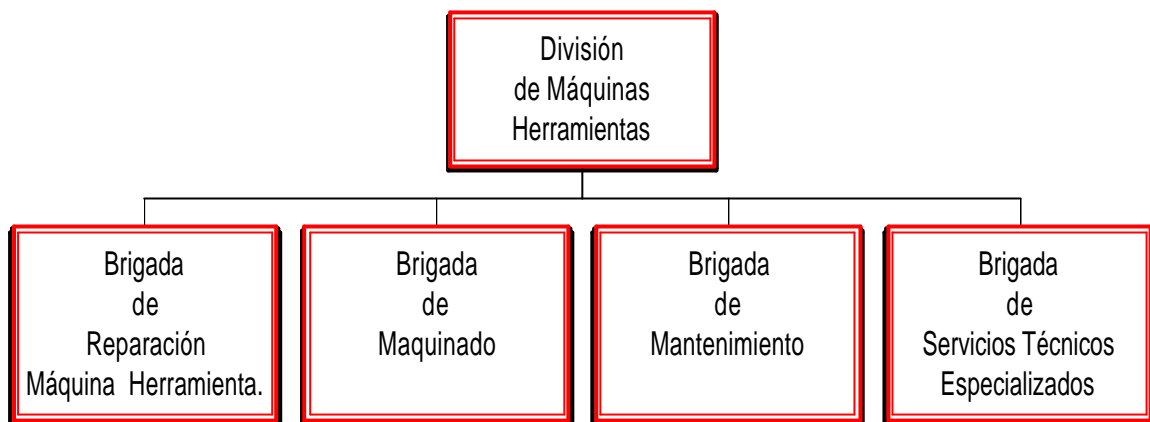 División
de Máquinas
Herramientas
Brigada
de
Reparación
Máquina Herramienta.
Brigada
de
Maquinado
Brigada
de
Mantenimiento
Brigada
de
Servicios Técnicos
Especializados